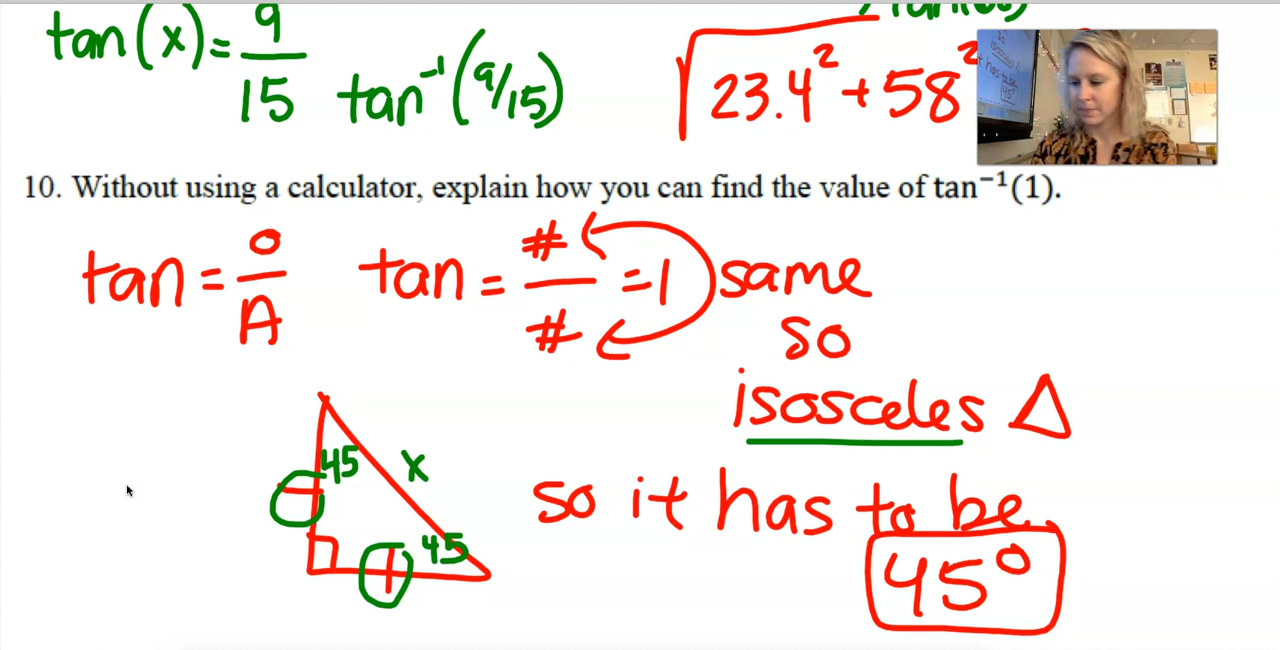 tan(x) = 9/15
tan⁻¹(9/15)
√23.4² + 58²
10. Without using a calculator, explain how you can find the value of tan⁻¹(1).
tan = O/A
tan = #/# = 1
same
so
isosceles △
45
x
45
so it has to be
45°